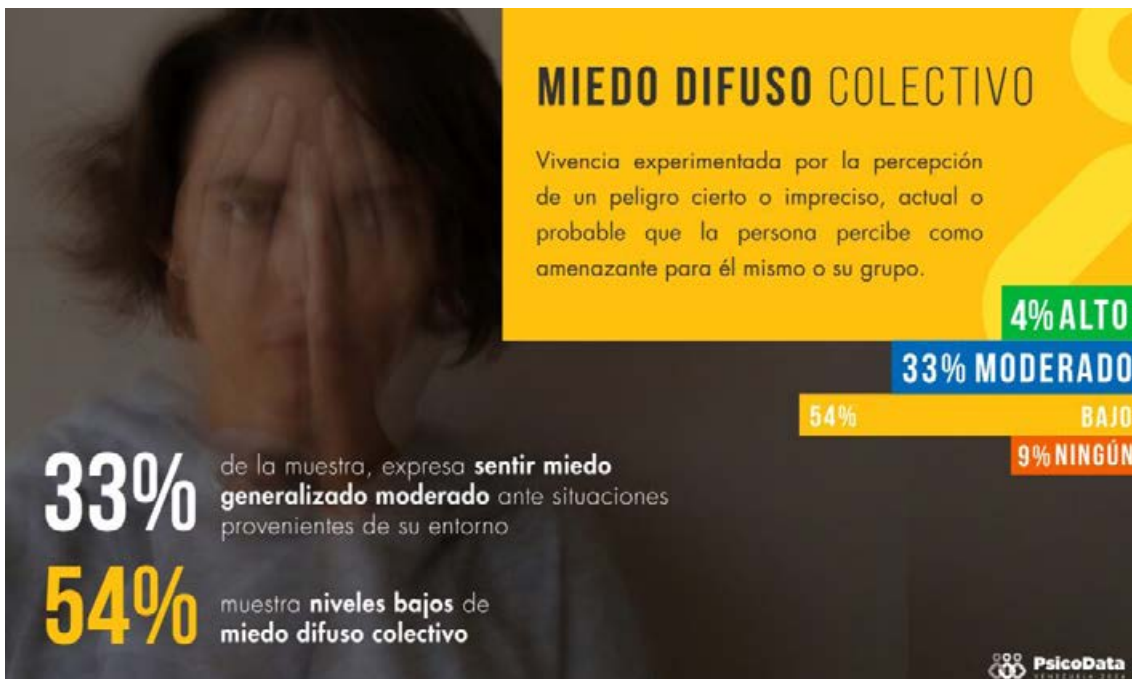 MIEDO DIFUSO COLECTIVO
Vivencia experimentada por la percepción
de un peligro cierto o impreciso, actual o
probable que la persona percibe como
amenazante para él mismo o su grupo.
4% ALTO
33% MODERADO
54% BAJO
9% NINGÚN
33%
de la muestra, expresa sentir miedo
generalizado moderado ante situaciones
provenientes de su entorno
54%
muestra niveles bajos de
miedo difuso colectivo
PsicoData
VENEZUELA 2024